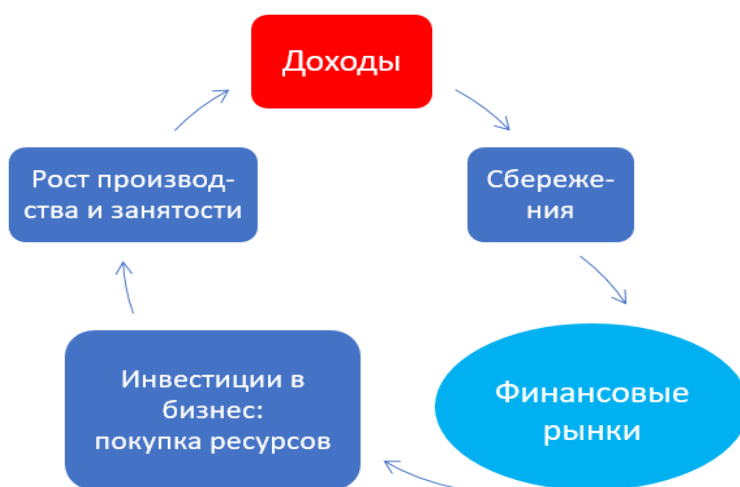 Доходы
Сбереже-
ния
Финансовые
рынки
Инвестиции в
бизнес:
покупка ресурсов
Рост производ-
ства и занятости